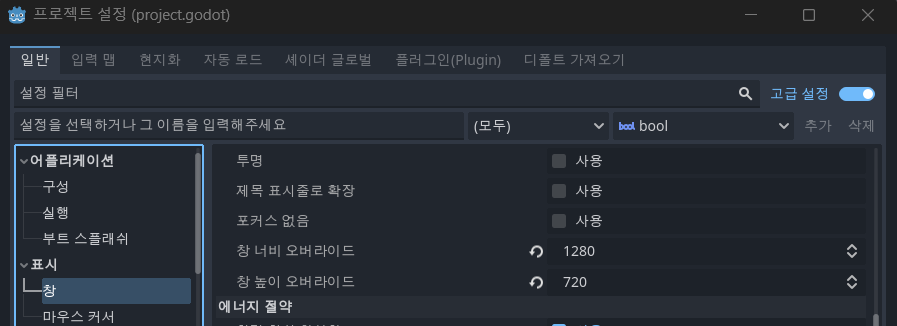 프로젝트 설정 (project.godot)
일반 입력 맵 현지화 자동 로드 셰이더 글로벌 플러그인(Plugin) 디폴트 가져오기
설정 필터 고급 설정
설정을 선택하거나 그 이름을 입력해주세요 (모두) bool bool 추가 삭제
어플리케이션
구성
실행
부트 스플래쉬
표시
창
마우스 커서
투명 사용
제목 표시줄로 확장 사용
포커스 없음 사용
창 너비 오버라이드 1280
창 높이 오버라이드 720
에너지 절약